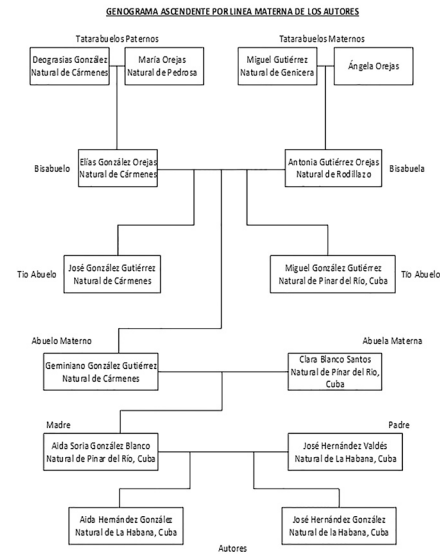 GENOGRAMA ASCENDENTE POR LINEA MATERNA DE LOS AUTORES
Tatarabuelos Paternos
Tatarabuelos Maternos
Deograsias González
Natural de Cármenes
María Orejas
Natural de Pedrosa
Miguel Gutiérrez
Natural de Genicera
Ángela Orejas
Bisabuelo
Elías González Orejas
Natural de Cármenes
Antonia Gutiérrez Orejas
Natural de Rodillazo
Bisabuela
Tío Abuelo
José González Gutiérrez
Natural de Cármenes
Miguel González Gutiérrez
Natural de Pinar del Río, Cuba
Tío Abuelo
Abuelo Materno
Abuela Materna
Geminiano González Gutiérrez
Natural de Cármenes
Clara Blanco Santos
Natural de Pinar del Rio,
Cuba
Madre
Padre
Aida Soria González Blanco
Natural de Pinar del Río, Cuba
José Hernández Valdés
Natural de La Habana, Cuba
Aida Hernández González
Natural de La Habana, Cuba
José Hernández González
Natural de la Habana, Cuba
Autores